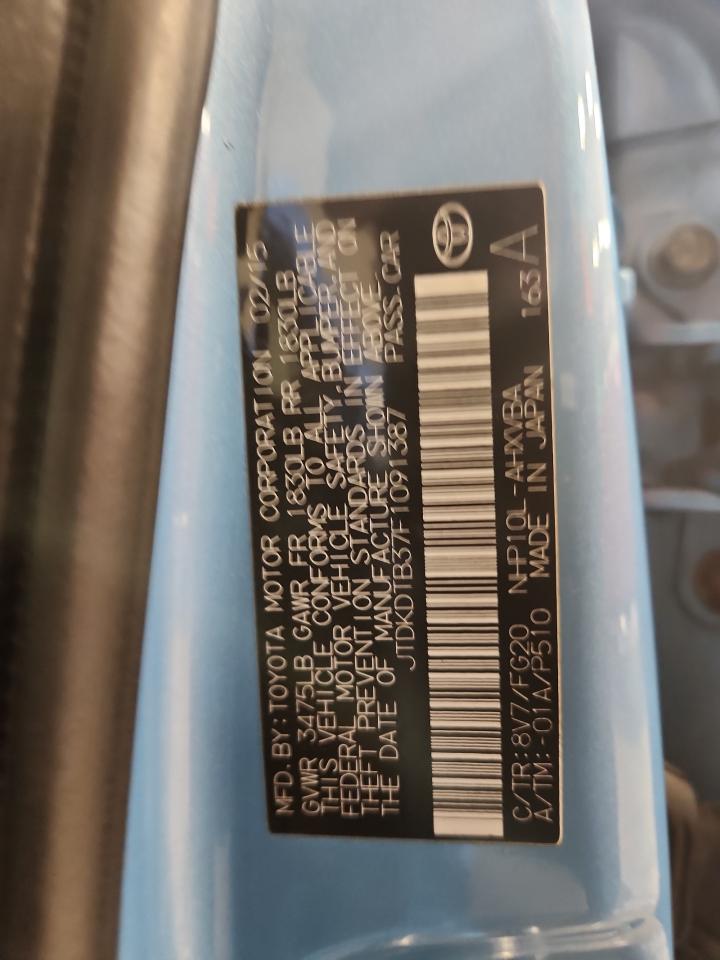 MFD.BY:TOYOTA MOTOR CORPORATION 02/15
GVWR 3475LB GAWR FR 1830LB RR 1830LB
THIS VEHICLE CONFORMS TO ALL APPLICABLE
FEDERAL MOTOR VEHICLE SAFETY,BUMPER,AND
THEFT PREVENTION STANDARDS IN EFFECT ON
THE DATE OF MANUFACTURE SHOWN ABOVE.
JTDKDTB37F1091387 PASS.CAR
C/TR:8V7/FG20 NHP10L-AHXVBA 163A
A/TM:-01A/P510 MADE IN JAPAN